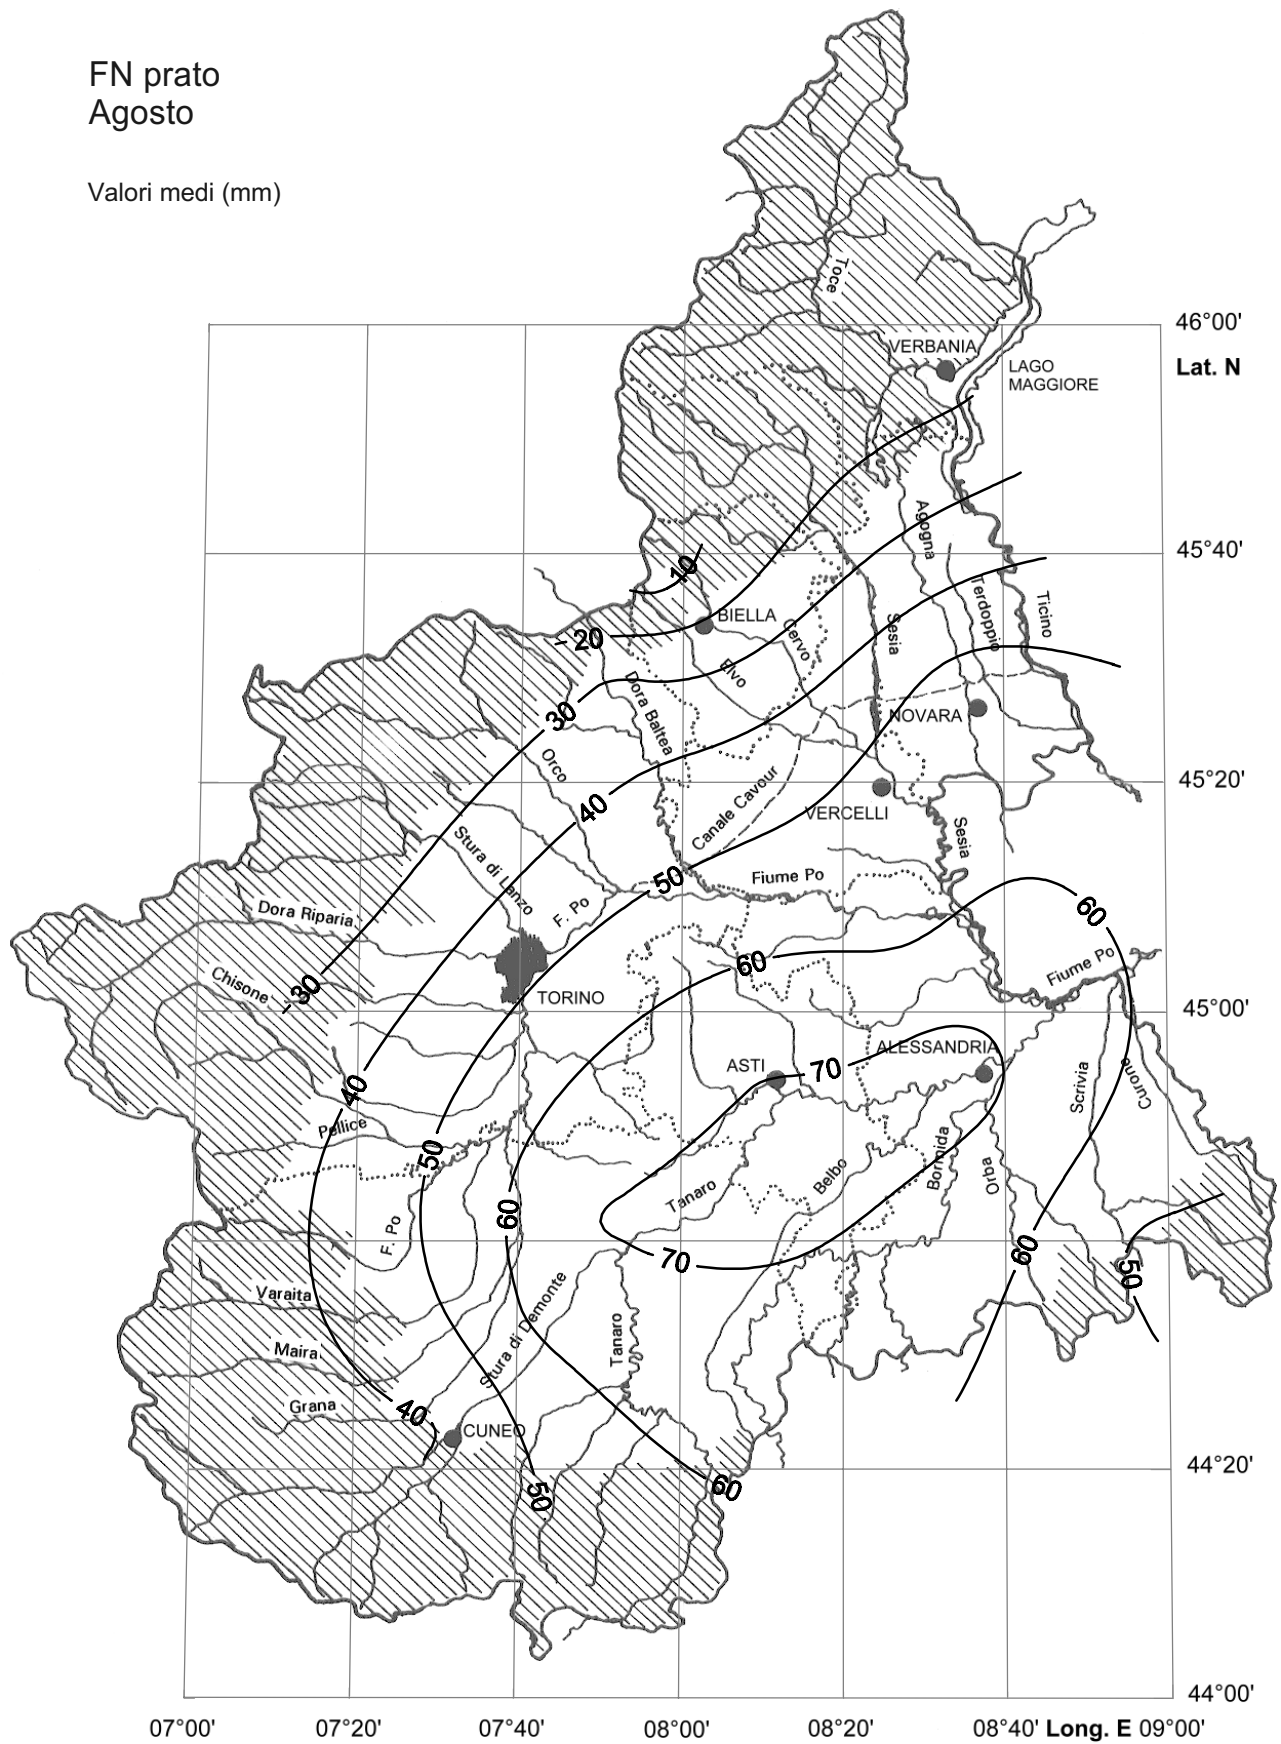 FN prato
Agosto
Valori medi (mm)
Toce
46°00'
VERBANIA
Lat. N
LAGO
MAGGIORE
Agogna
45°40'
10
Terdoppio
Ticino
BIELLA
Sesia
Cervo
20
Elvo
Dora Baltea
30
NOVARA
Orco
45°20'
40
Canale Cavour
VERCELLI
Stura di Lanzo
Sesia
50
Fiume Po
F. Po
Dora Riparia
60
60
Fiume Po
Chisone
30
TORINO
45°00'
ALESSANDRIA
ASTI
70
40
Scrivia
Curone
Pellice
50
Bormida
Belbo
Orba
Tanaro
60
F. Po
60
70
50
Varaita
Stura di Demonte
Tanaro
Maira
Grana
40
CUNEO
44°20'
60
50
44°00'
07°00'
07°20'
07°40'
08°00'
08°20'
08°40'
Long. E
09°00'